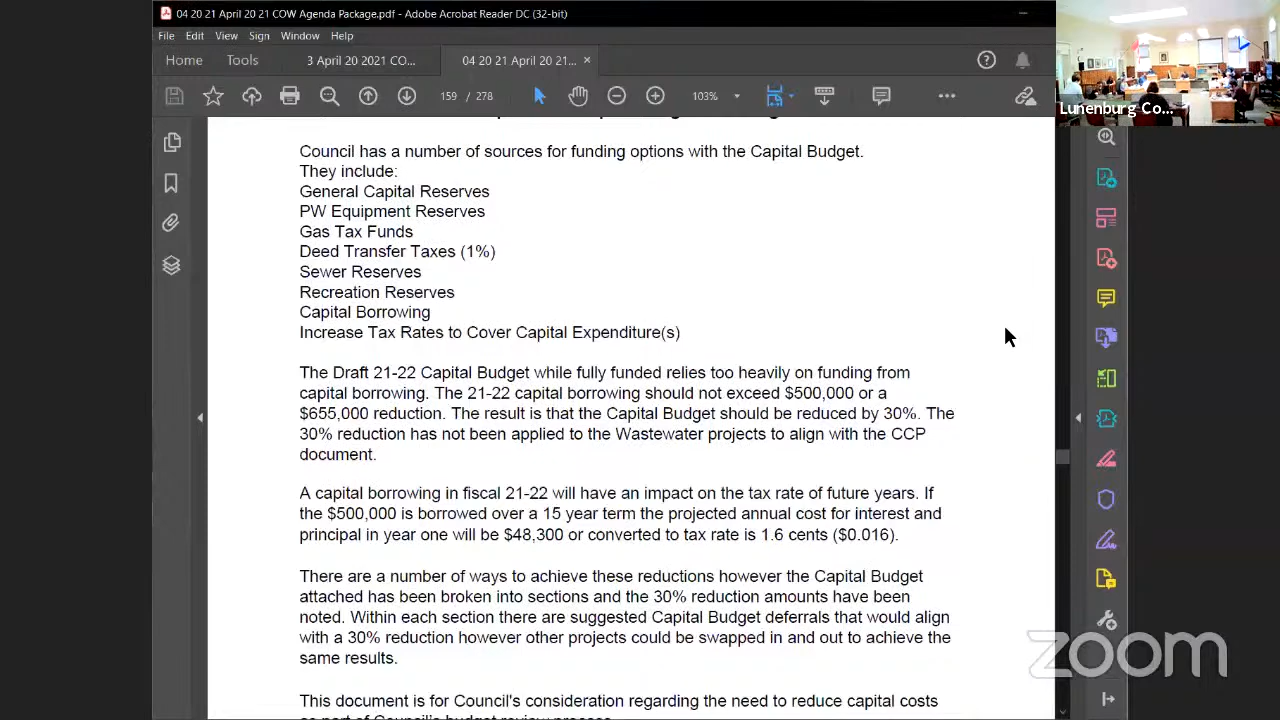 04 20 21 April 20 21 COW Agenda Package.pdf - Adobe Acrobat Reader DC (32-bit)
File Edit View Sign Window Help
Home Tools 3 April 20 2021 CO... 04 20 21 April 20 21... ×
159 / 278 103%
Lunenburg Co...
Council has a number of sources for funding options with the Capital Budget.
They include:
General Capital Reserves
PW Equipment Reserves
Gas Tax Funds
Deed Transfer Taxes (1%)
Sewer Reserves
Recreation Reserves
Capital Borrowing
Increase Tax Rates to Cover Capital Expenditure(s)
The Draft 21-22 Capital Budget while fully funded relies too heavily on funding from
capital borrowing. The 21-22 capital borrowing should not exceed $500,000 or a
$655,000 reduction. The result is that the Capital Budget should be reduced by 30%. The
30% reduction has not been applied to the Wastewater projects to align with the CCP
document.
A capital borrowing in fiscal 21-22 will have an impact on the tax rate of future years. If
the $500,000 is borrowed over a 15 year term the projected annual cost for interest and
principal in year one will be $48,300 or converted to tax rate is 1.6 cents ($0.016).
There are a number of ways to achieve these reductions however the Capital Budget
attached has been broken into sections and the 30% reduction amounts have been
noted. Within each section there are suggested Capital Budget deferrals that would align
with a 30% reduction however other projects could be swapped in and out to achieve the
same results.
zoom
This document is for Council's consideration regarding the need to reduce capital costs
as part of Council's budget review process.